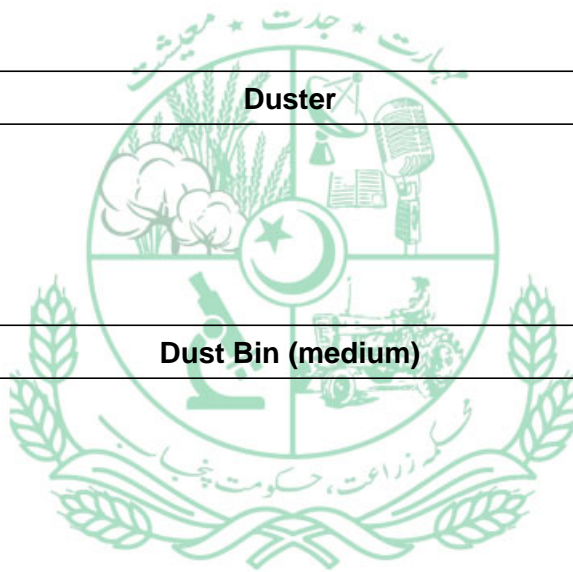 مہارت ٭ جدت ٭ معیشت
Duster
Dust Bin (medium)
محکمہ زراعت، حکومت پنجاب